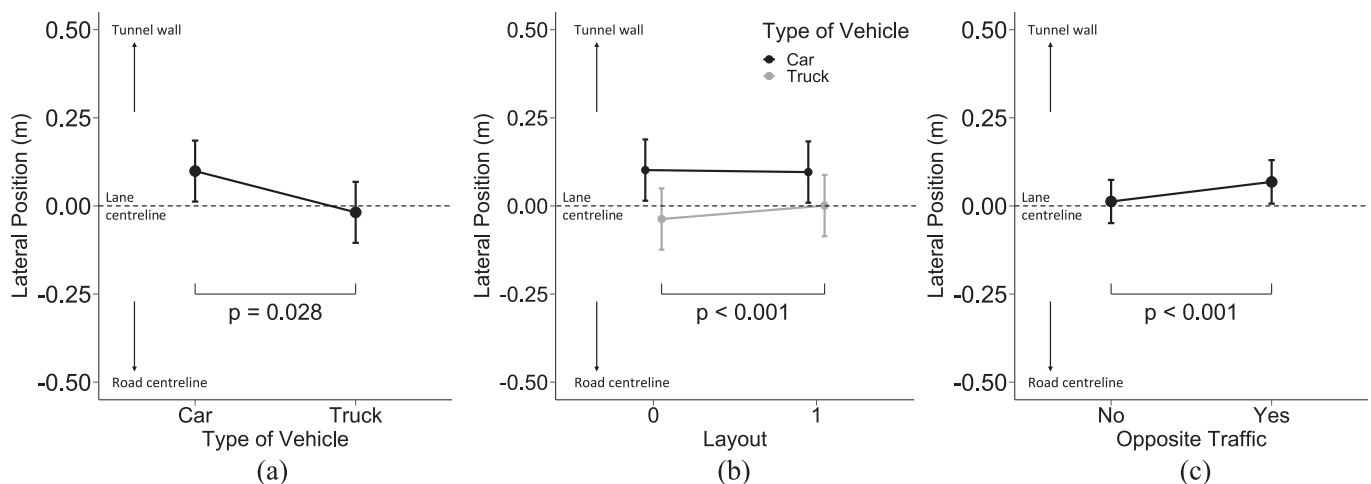 0.50
0.25
0.00
-0.25
-0.50
Lateral Position (m)
Tunnel wall
Lane
centreline
Road centreline
p = 0.028
Car
Truck
Type of Vehicle
(a)
0.50
0.25
0.00
-0.25
-0.50
Lateral Position (m)
Tunnel wall
Type of Vehicle
Car
Truck
Lane
centreline
Road centreline
p < 0.001
0
1
Layout
(b)
0.50
0.25
0.00
-0.25
-0.50
Lateral Position (m)
Tunnel wall
Lane
centreline
Road centreline
p < 0.001
No
Yes
Opposite Traffic
(c)